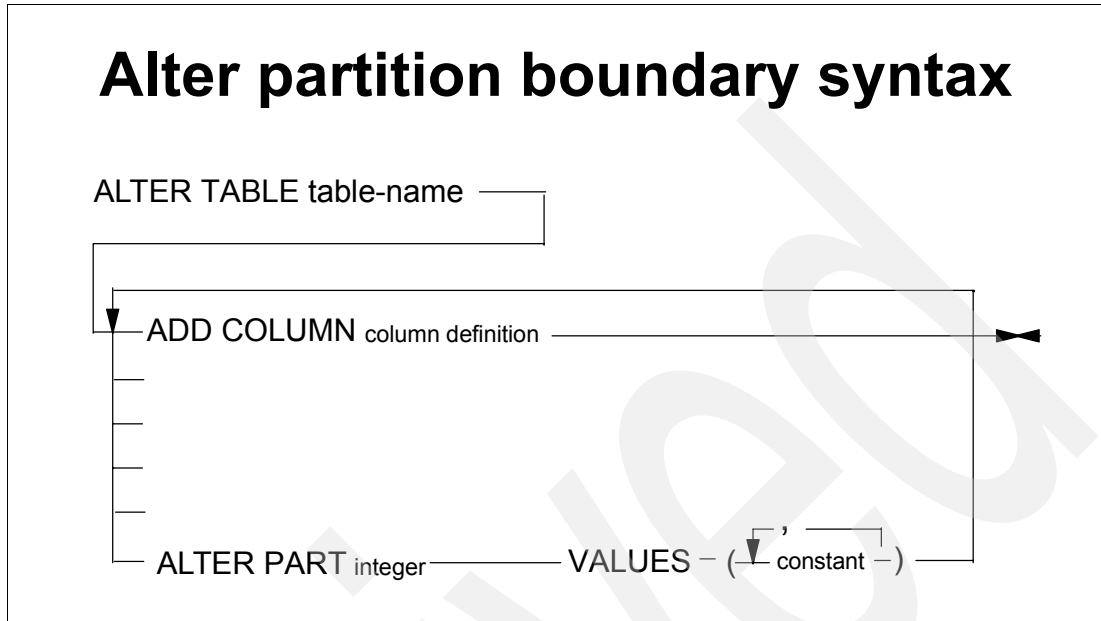 Alter partition boundary syntax
ALTER TABLE table-name
ADD COLUMN column definition
,
ALTER PART integer VALUES ( constant )